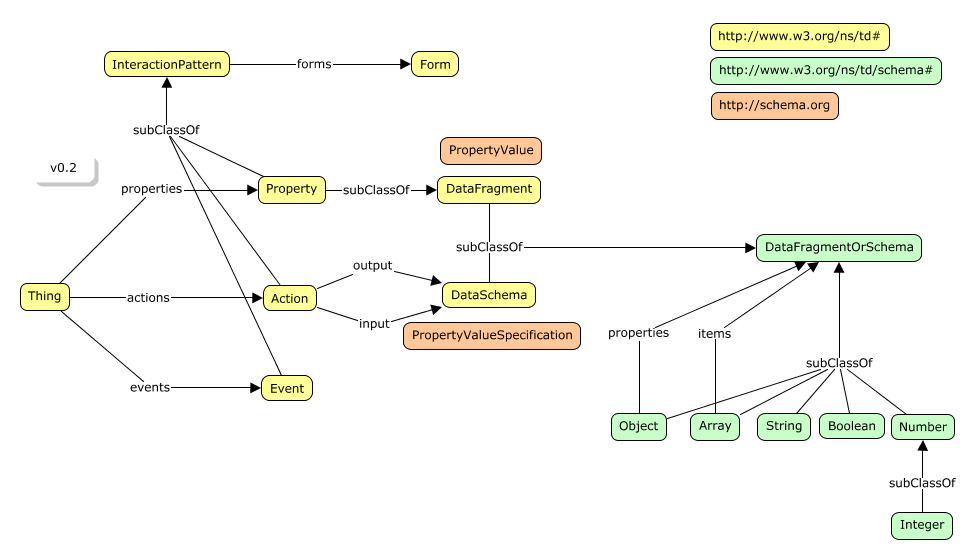 http://www.w3.org/ns/td#
InteractionPattern
forms
Form
http://www.w3.org/ns/td/schema#
http://schema.org
subClassOf
PropertyValue
v0.2
properties
Property
subClassOf
DataFragment
subClassOf
DataFragmentOrSchema
output
Thing
actions
Action
DataSchema
input
PropertyValueSpecification
properties
items
subClassOf
events
Event
Object
Array
String
Boolean
Number
subClassOf
Integer